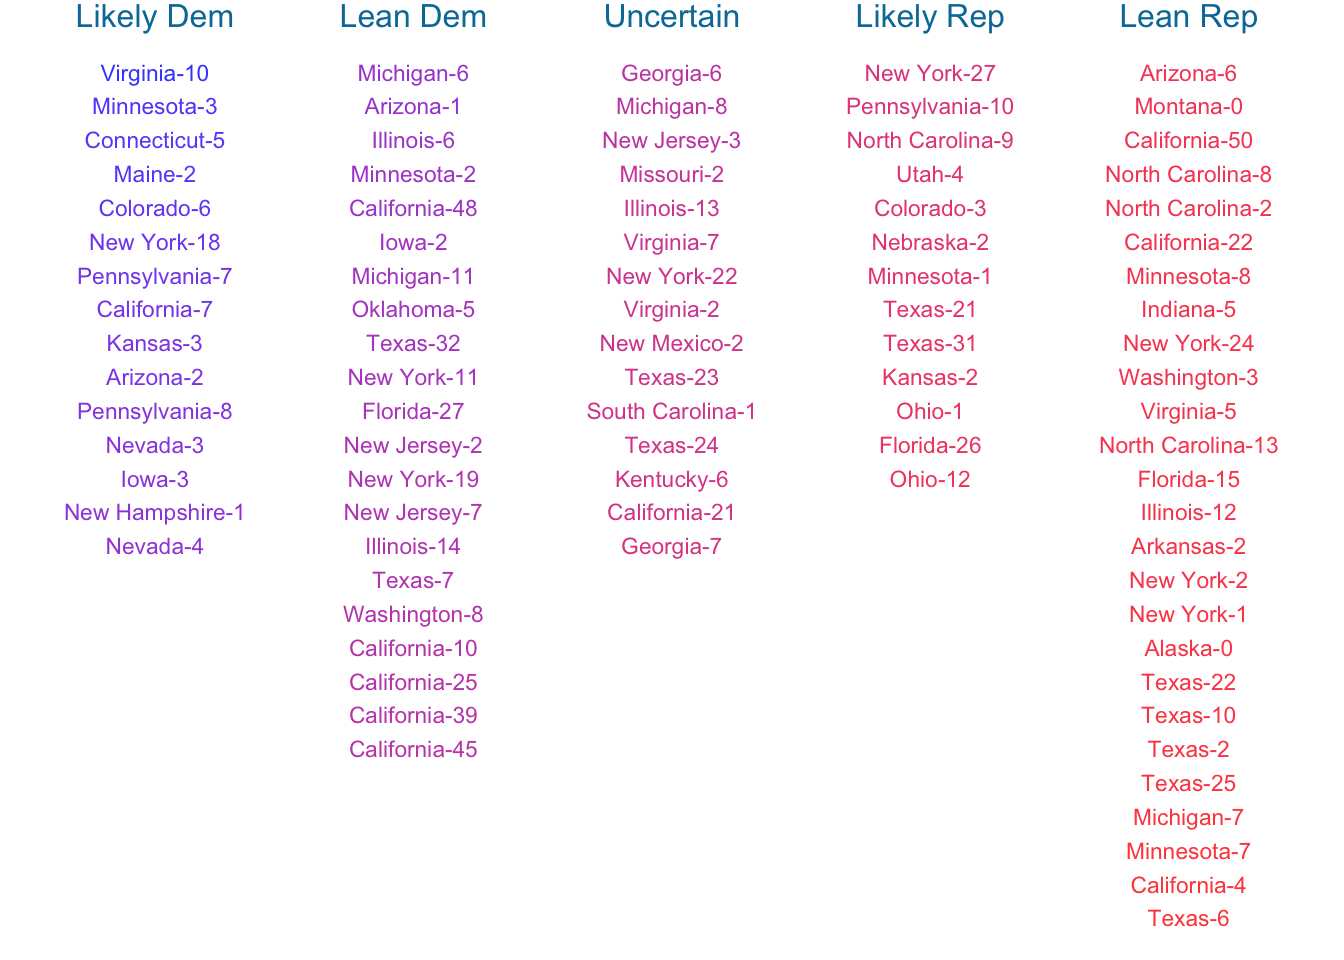 Likely Dem
Virginia-10
Minnesota-3
Connecticut-5
Maine-2
Colorado-6
New York-18
Pennsylvania-7
California-7
Kansas-3
Arizona-2
Pennsylvania-8
Nevada-3
Iowa-3
New Hampshire-1
Nevada-4
Lean Dem
Michigan-6
Arizona-1
Illinois-6
Minnesota-2
California-48
Iowa-2
Michigan-11
Oklahoma-5
Texas-32
New York-11
Florida-27
New Jersey-2
New York-19
New Jersey-7
Illinois-14
Texas-7
Washington-8
California-10
California-25
California-39
California-45
Uncertain
Georgia-6
Michigan-8
New Jersey-3
Missouri-2
Illinois-13
Virginia-7
New York-22
Virginia-2
New Mexico-2
Texas-23
South Carolina-1
Texas-24
Kentucky-6
California-21
Georgia-7
Likely Rep
New York-27
Pennsylvania-10
North Carolina-9
Utah-4
Colorado-3
Nebraska-2
Minnesota-1
Texas-21
Texas-31
Kansas-2
Ohio-1
Florida-26
Ohio-12
Lean Rep
Arizona-6
Montana-0
California-50
North Carolina-8
North Carolina-2
California-22
Minnesota-8
Indiana-5
New York-24
Washington-3
Virginia-5
North Carolina-13
Florida-15
Illinois-12
Arkansas-2
New York-2
New York-1
Alaska-0
Texas-22
Texas-10
Texas-2
Texas-25
Michigan-7
Minnesota-7
California-4
Texas-6